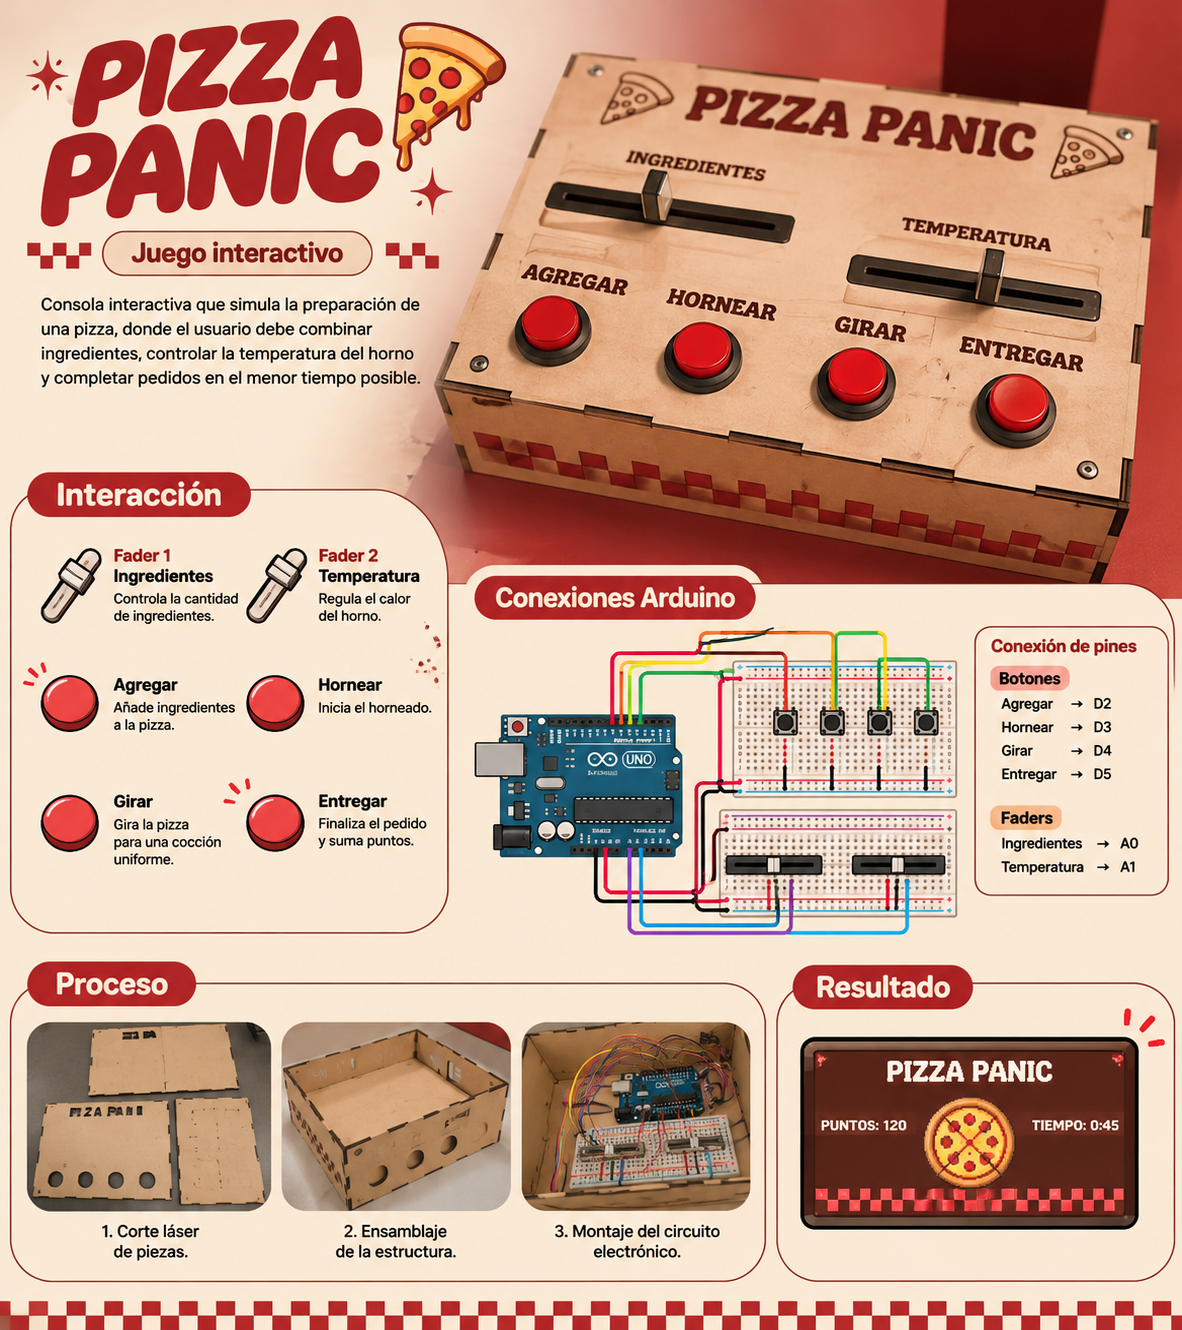 PIZZA
PANIC
Juego interactivo
Consola interactiva que simula la preparación de
una pizza, donde el usuario debe combinar
ingredientes, controlar la temperatura del horno
y completar pedidos en el menor tiempo posible.
PIZZA PANIC
INGREDIENTES
TEMPERATURA
AGREGAR
HORNEAR
GIRAR
ENTREGAR
Interacción
Fader 1
Ingredientes
Controla la cantidad
de ingredientes.
Fader 2
Temperatura
Regula el calor
del horno.
Agregar
Añade ingredientes
a la pizza.
Hornear
Inicia el horneado.
Girar
Gira la pizza
para una cocción
uniforme.
Entregar
Finaliza el pedido
y suma puntos.
Conexiones Arduino
UNO
Conexión de pines
Botones
Agregar → D2
Hornear → D3
Girar → D4
Entregar → D5
Faders
Ingredientes → A0
Temperatura → A1
Proceso
1. Corte láser
de piezas.
2. Ensamblaje
de la estructura.
3. Montaje del circuito
electrónico.
Resultado
PIZZA PANIC
PUNTOS: 120
TIEMPO: 0:45